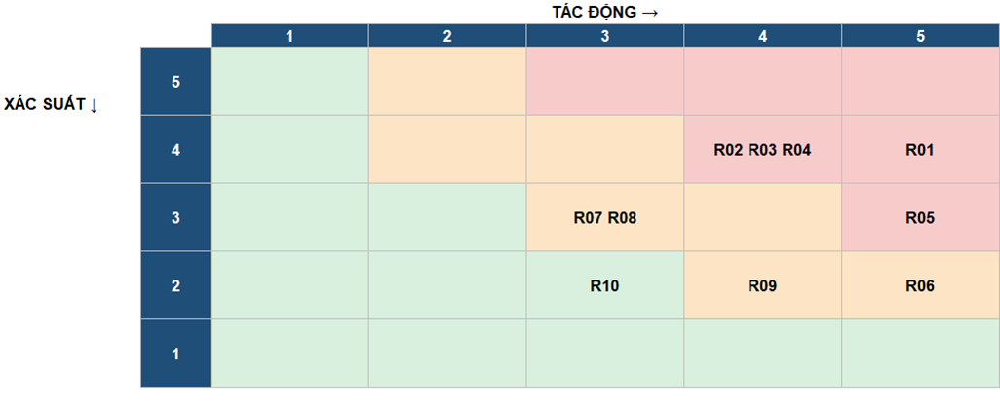 TÁC ĐỘNG →
1 2 3 4 5
5
XÁC SUẤT ↓
4 R02 R03 R04 R01
3 R07 R08 R05
2 R10 R09 R06
1